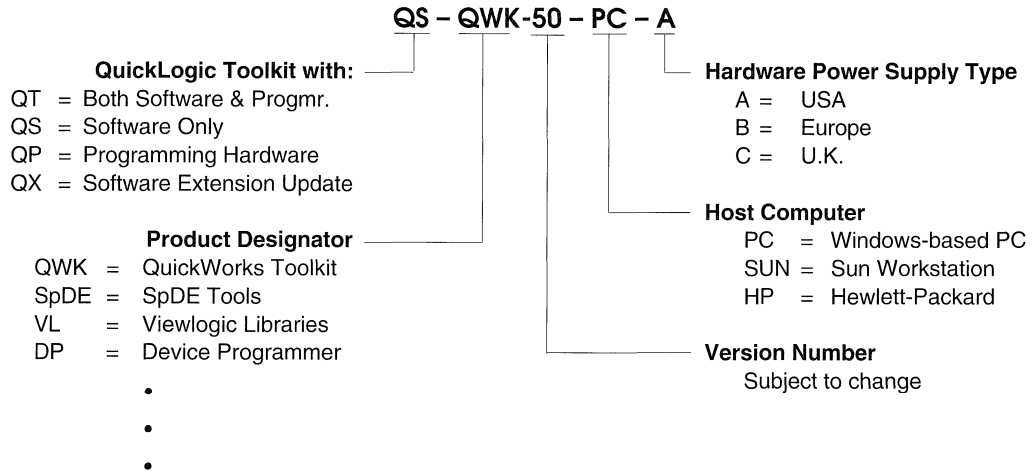 QS – QWK-50 – PC – A
QuickLogic Toolkit with:
QT = Both Software & Progmr.
QS = Software Only
QP = Programming Hardware
QX = Software Extension Update
Product Designator
QWK = QuickWorks Toolkit
SpDE = SpDE Tools
VL = Viewlogic Libraries
DP = Device Programmer
Hardware Power Supply Type
A = USA
B = Europe
C = U.K.
Host Computer
PC = Windows-based PC
SUN = Sun Workstation
HP = Hewlett-Packard
Version Number
Subject to change